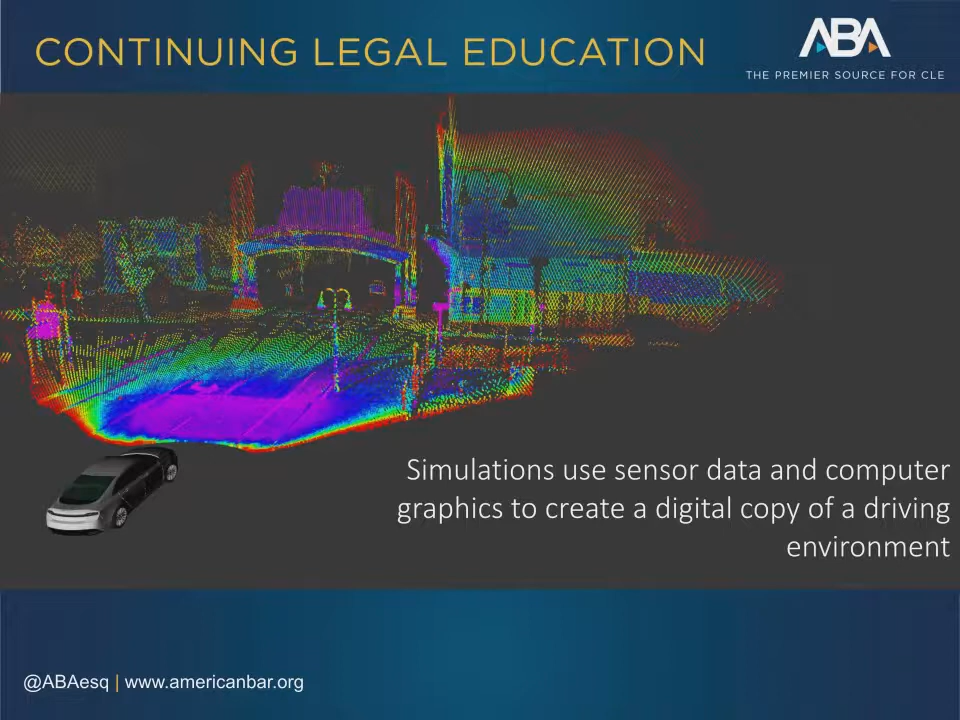 CONTINUING LEGAL EDUCATION
ABA
THE PREMIER SOURCE FOR CLE
Simulations use sensor data and computer
graphics to create a digital copy of a driving
environment
@ABAesq | www.americanbar.org